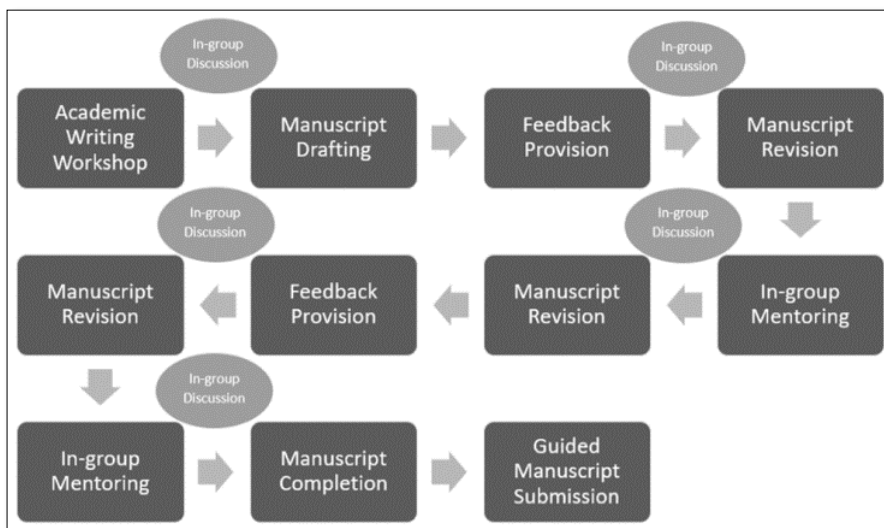 In-group
Discussion
In-group
Discussion
Academic
Writing
Workshop
Manuscript
Drafting
Feedback
Provision
Manuscript
Revision
In-group
Discussion
In-group
Discussion
Manuscript
Revision
Feedback
Provision
Manuscript
Revision
In-group
Mentoring
In-group
Discussion
In-group
Mentoring
Manuscript
Completion
Guided
Manuscript
Submission